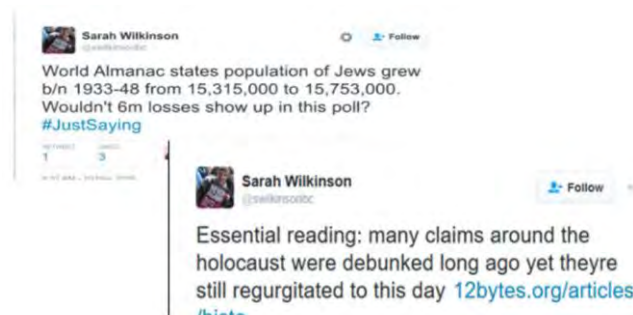 Sarah Wilkinson
Follow
World Almanac states population of Jews grew
b/n 1933-48 from 15,315,000 to 15,753,000.
Wouldn't 6m losses show up in this poll?
#JustSaying
1 3
Sarah Wilkinson
@swilkinsonbc
Follow
Essential reading: many claims around the
holocaust were debunked long ago yet theyre
still regurgitated to this day 12bytes.org/articles